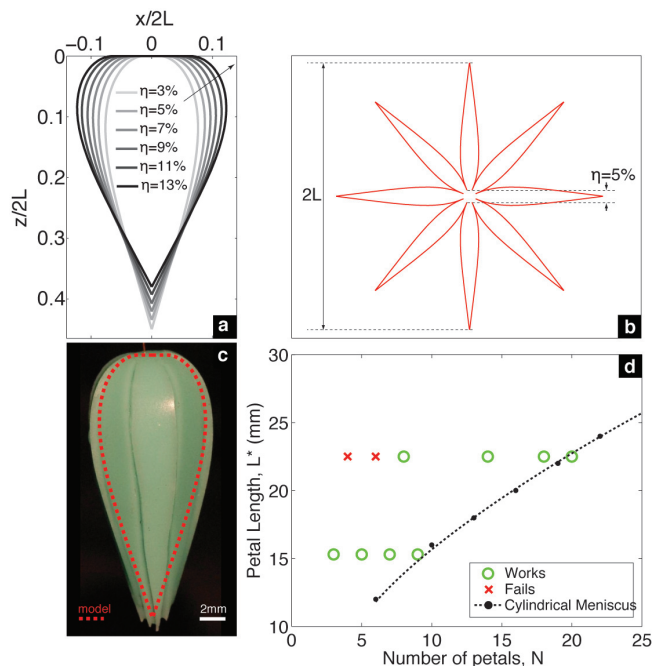 x/2L
−0.1 0 0.1
0
0.1
0.2
0.3
0.4
z/2L
η=3%
η=5%
η=7%
η=9%
η=11%
η=13%
a
2L
η=5%
b
c
model
2mm
d
30
25
20
15
10
Petal Length, L* (mm)
Works
Fails
Cylindrical Meniscus
0 5 10 15 20 25
Number of petals, N